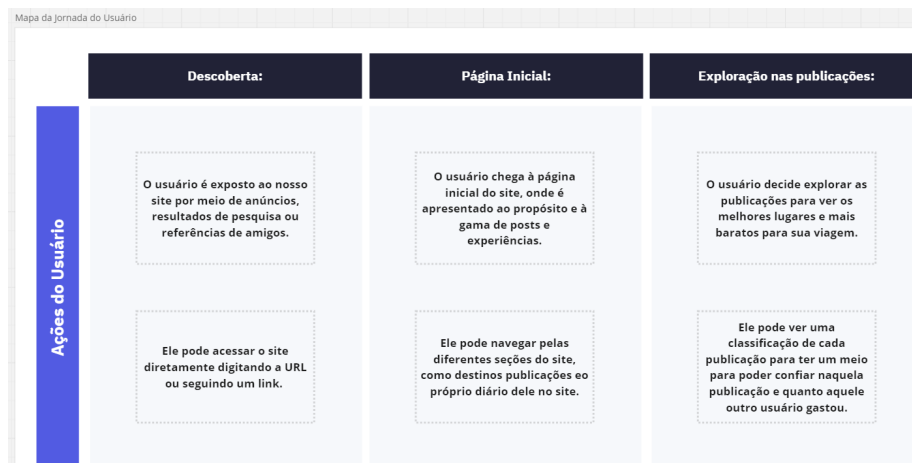 Mapa da Jornada do Usuário
Descoberta:
Página Inicial:
Exploração nas publicações:
Ações do Usuário
O usuário é exposto ao nosso
site por meio de anúncios,
resultados de pesquisa ou
referências de amigos.
O usuário chega à página
inicial do site, onde é
apresentado ao propósito e à
gama de posts e
experiências.
O usuário decide explorar as
publicações para ver os
melhores lugares e mais
baratos para sua viagem.
Ele pode acessar o site
diretamente digitando a URL
ou seguindo um link.
Ele pode navegar pelas
diferentes seções do site,
como destinos publicações eo
próprio diário dele no site.
Ele pode ver uma
classificação de cada
publicação para ter um meio
para poder confiar naquela
publicação e quanto aquele
outro usuário gastou.